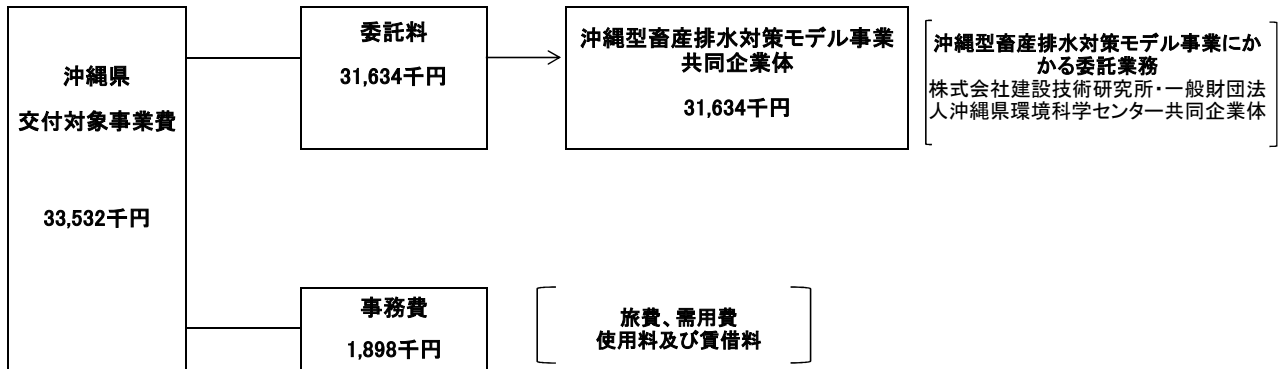 沖縄県
交付対象事業費
33,532千円
委託料
31,634千円
沖縄型畜産排水対策モデル事業
共同企業体
31,634千円
沖縄型畜産排水対策モデル事業にか
かる委託業務
株式会社建設技術研究所・一般財団法
人沖縄県環境科学センター共同企業体
事務費
1,898千円
旅費、需用費
使用料及び賃借料